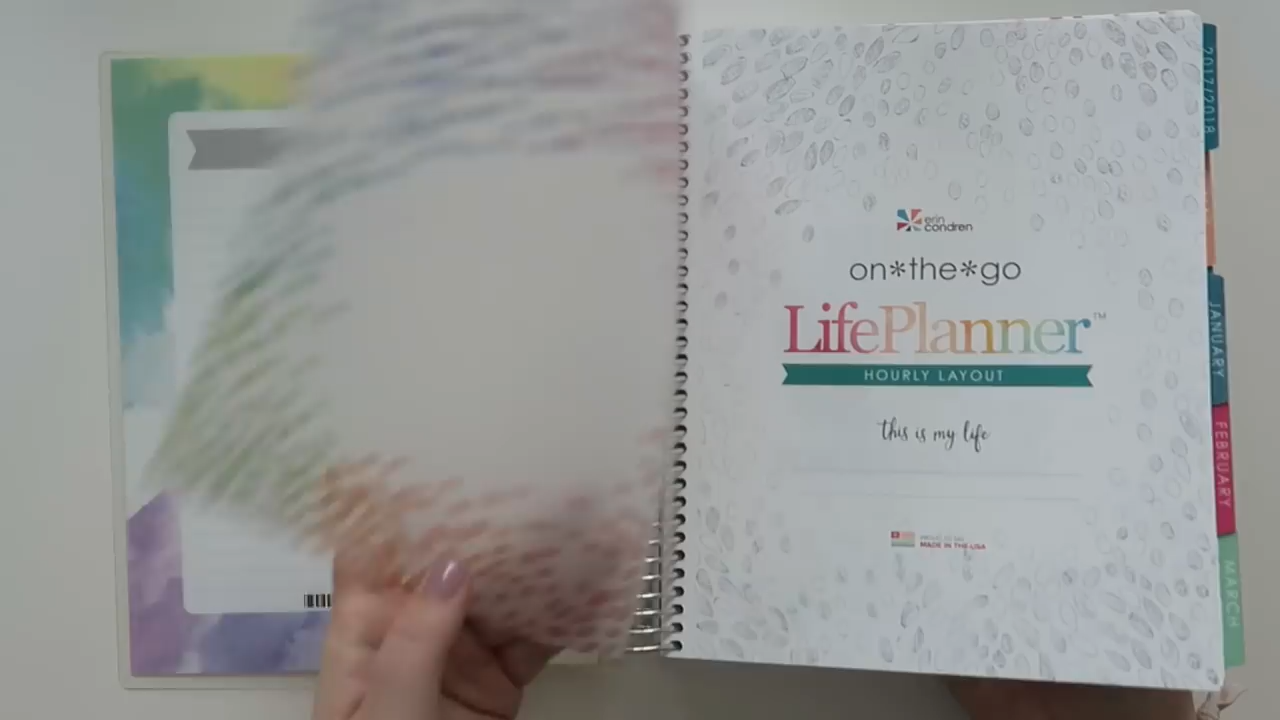 erin
condren
on*the*go
LifePlanner™
HOURLY LAYOUT
this is my life
MADE IN THE USA
2017/2018
JANUARY
FEBRUARY
MARCH